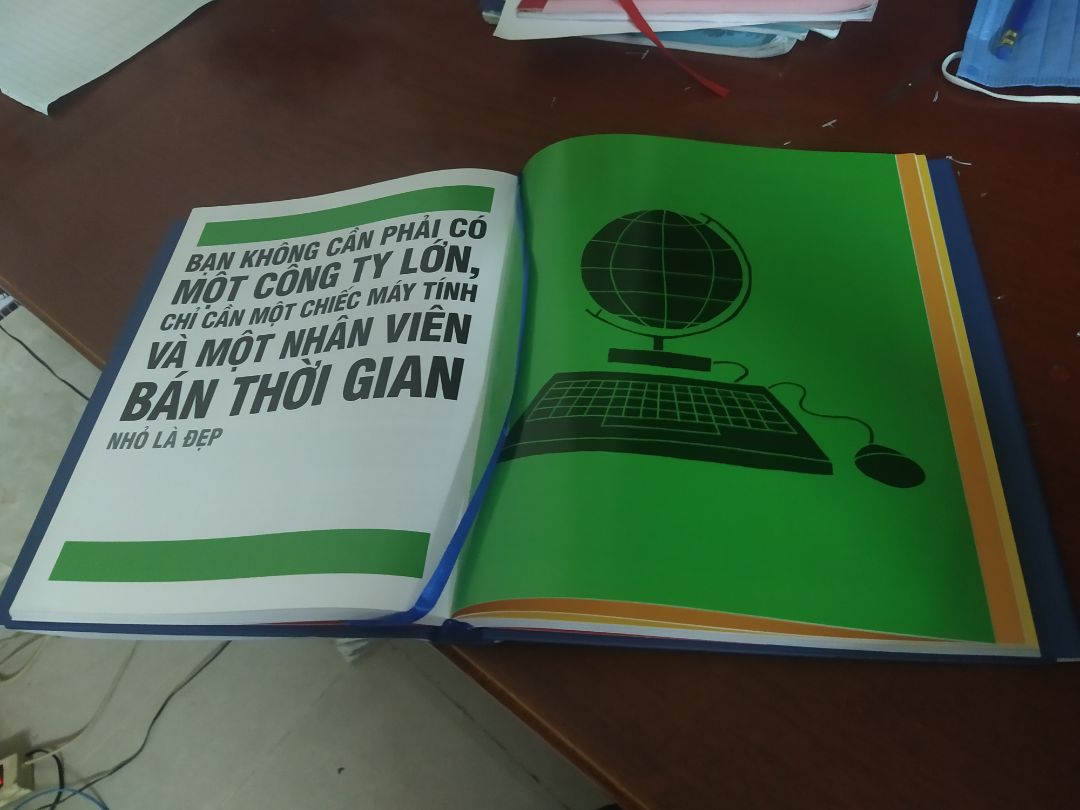 BẠN KHÔNG CẦN PHẢI CÓ
MỘT CÔNG TY LỚN,
CHỈ CẦN MỘT CHIẾC MÁY TÍNH
VÀ MỘT NHÂN VIÊN
BÁN THỜI GIAN
NHỎ LÀ ĐẸP